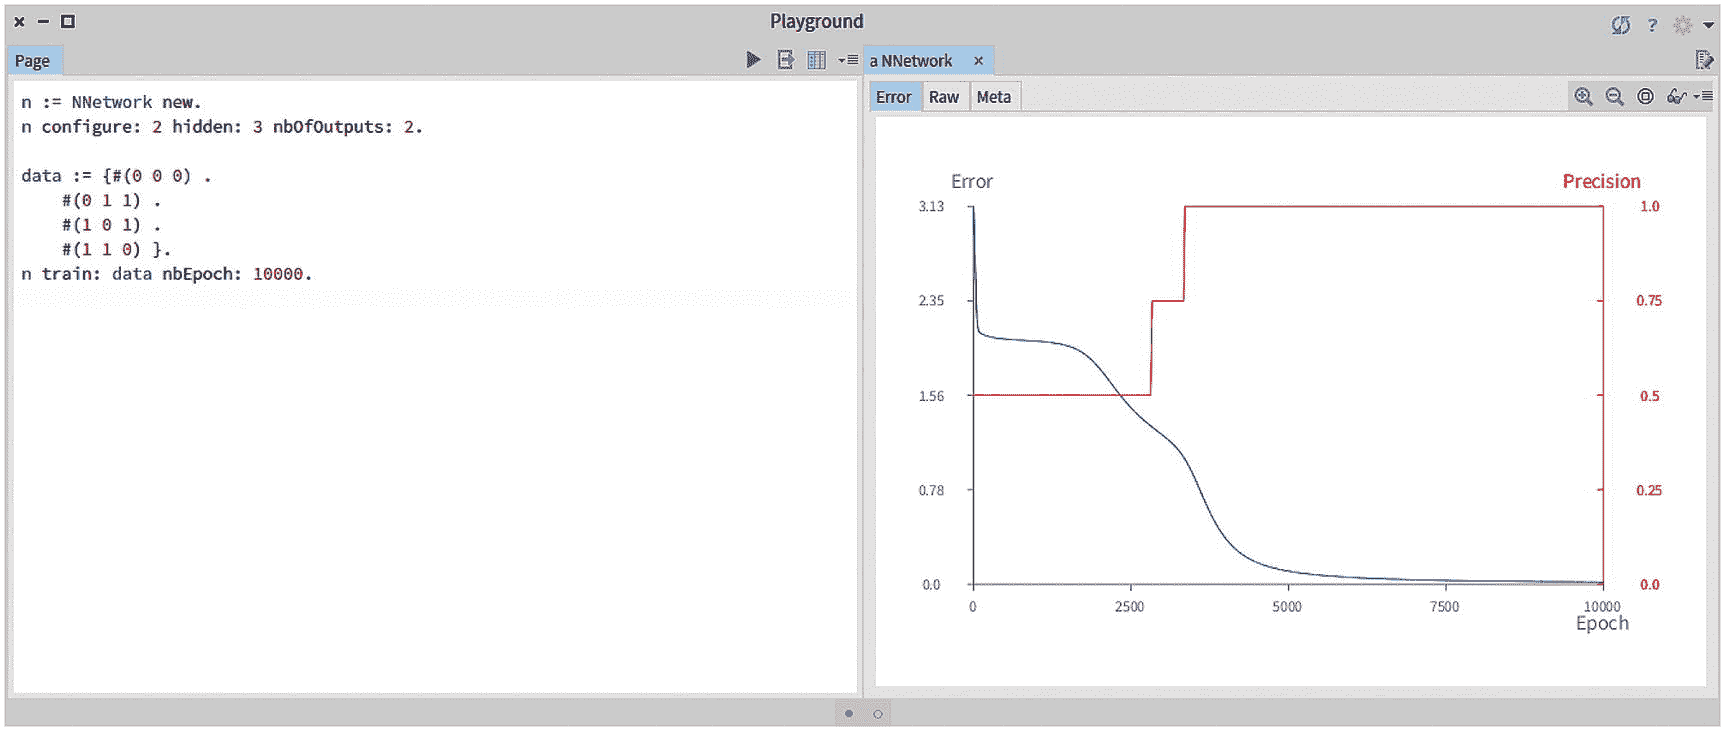 Playground
?
Page
a NNetwork ×
n := NNetwork new.
n configure: 2 hidden: 3 nbOfOutputs: 2.
data := {#(0 0 0) .
#(0 1 1) .
#(1 0 1) .
#(1 1 0) }.
n train: data nbEpoch: 10000.
Error Raw Meta
Error
Precision
3.13
2.35
1.56
0.78
0.0
1.0
0.75
0.5
0.25
0.0
0 2500 5000 7500 10000
Epoch